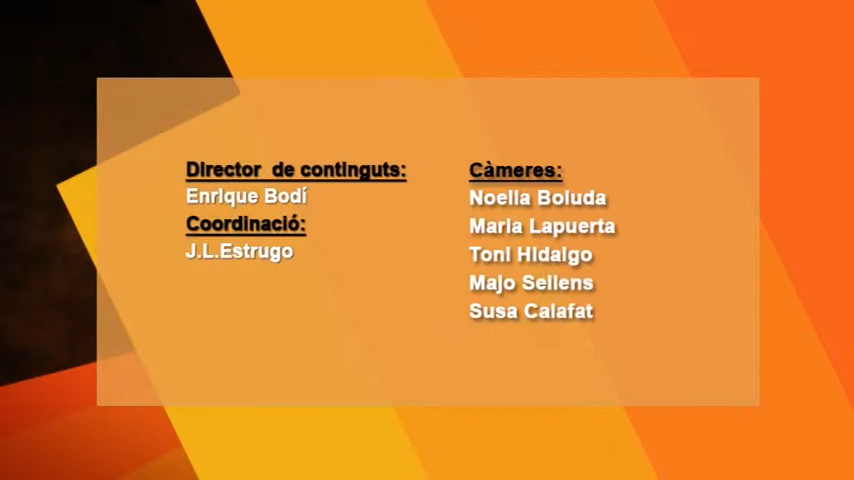 Director de continguts:
Enrique Bodí
Coordinació:
J.L.Estrugo
Càmeres:
Noelia Boluda
Maria Lapuerta
Toni Hidalgo
Majo Sellens
Susa Calafat